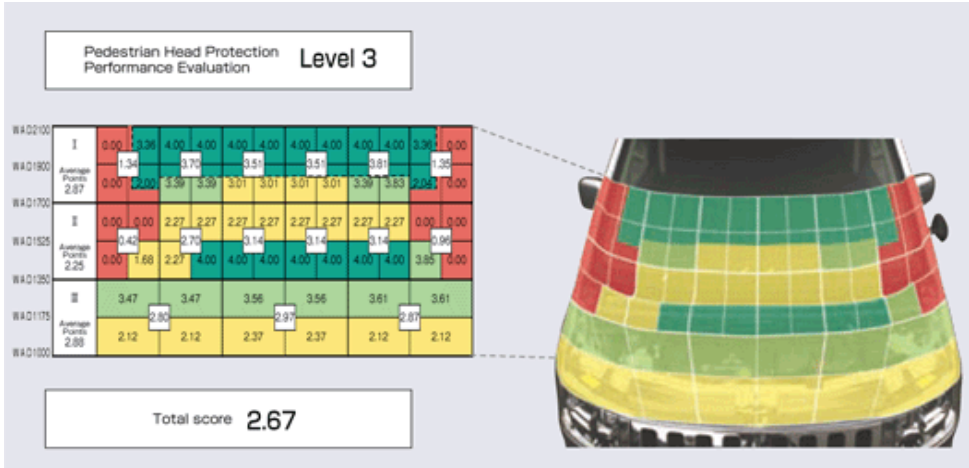 Pedestrian Head Protection
Performance Evaluation Level 3
WAD2100
I 0.00 3.36 4.00 4.00 4.00 4.00 4.00 4.00 4.00 4.00 3.36 0.00
1.34 3.70 3.51 3.51 3.81 1.35
WAD1900
Average Points 2.87 0.00 2.00 3.39 3.39 3.01 3.01 3.01 3.01 3.39 3.83 2.04 0.00
WAD1700
II 0.00 0.00 2.27 2.27 2.27 2.27 2.27 2.27 2.27 2.27 0.00 0.00
0.42 2.70 3.14 3.14 3.14 0.96
WAD1525
Average Points 2.25 0.00 1.68 2.27 4.00 4.00 4.00 4.00 4.00 4.00 4.00 3.85 0.00
WAD1350
III 3.47 3.47 3.56 3.56 3.61 3.61
2.80 2.97 2.87
WAD1175
Average Points 2.88 2.12 2.12 2.37 2.37 2.12 2.12
WAD1000
Total score 2.67